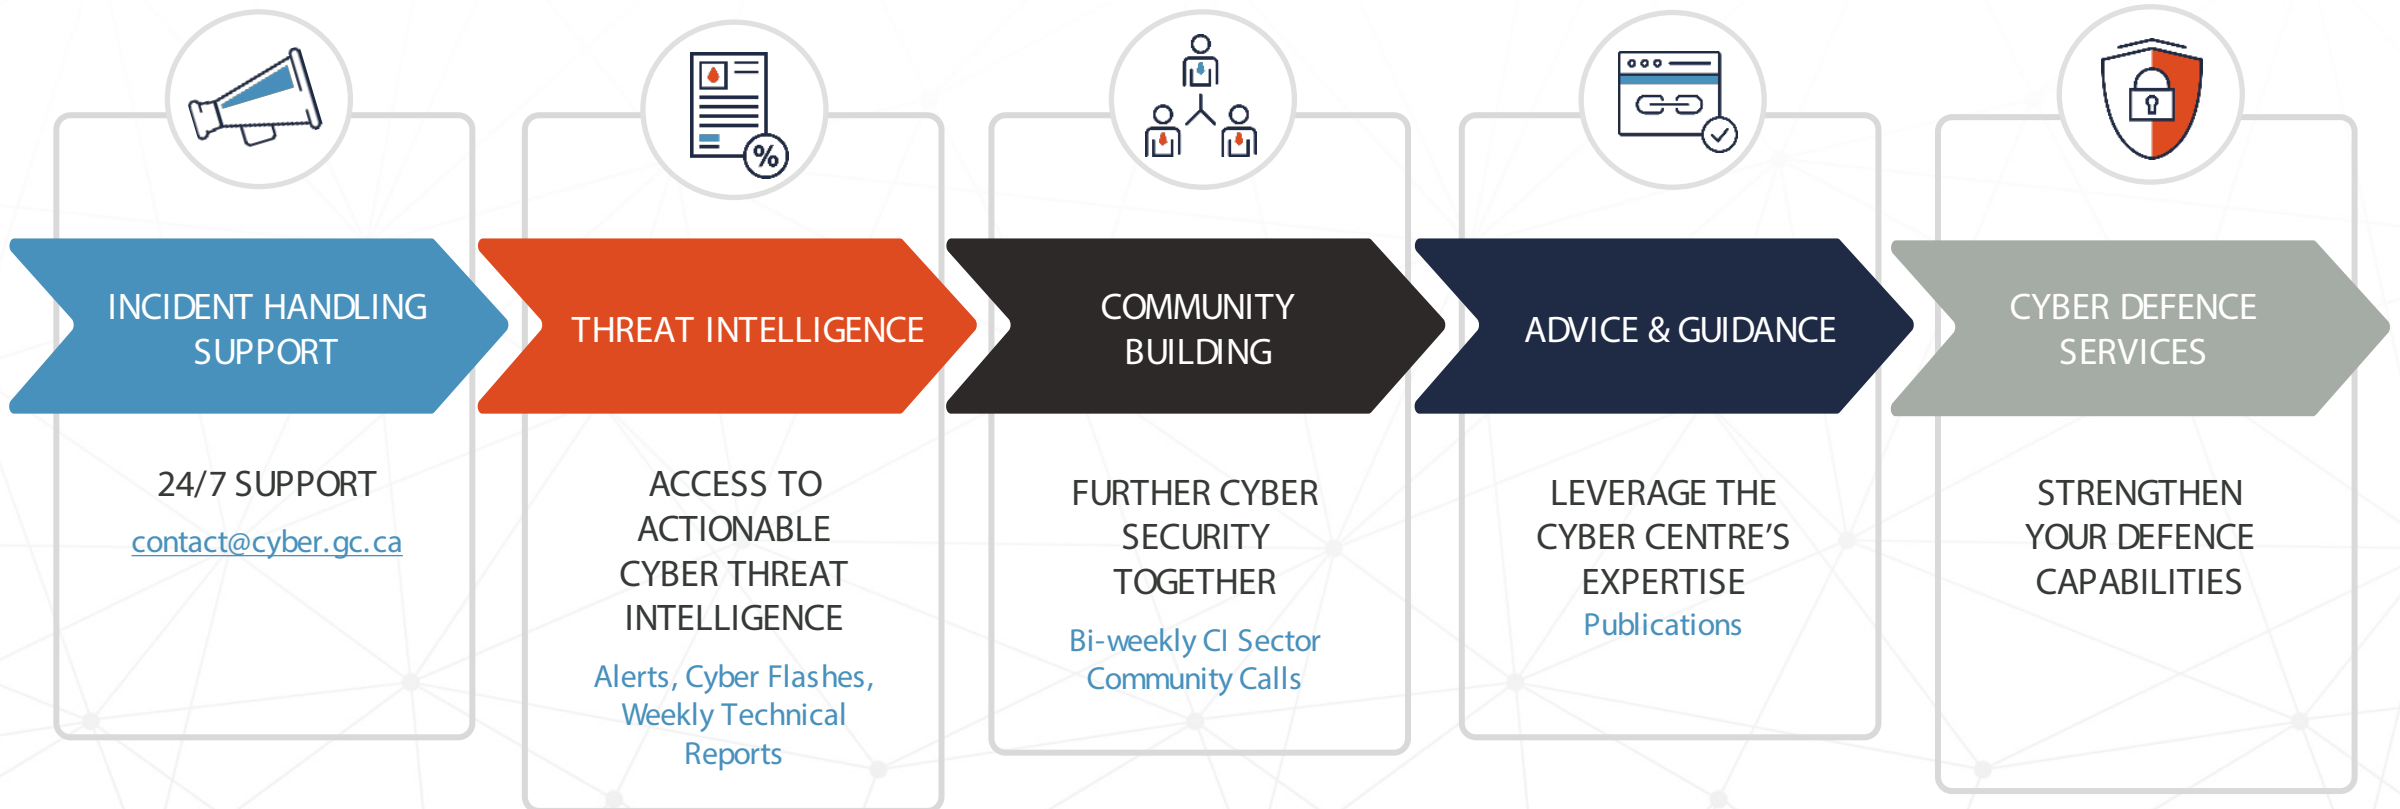 %
INCIDENT HANDLING
SUPPORT
24/7 SUPPORT
contact@cyber.gc.ca
THREAT INTELLIGENCE
ACCESS TO
ACTIONABLE
CYBER THREAT
INTELLIGENCE
Alerts, Cyber Flashes,
Weekly Technical
Reports
COMMUNITY
BUILDING
FURTHER CYBER
SECURITY
TOGETHER
Bi-weekly CI Sector
Community Calls
ADVICE & GUIDANCE
LEVERAGE THE
CYBER CENTRE’S
EXPERTISE
Publications
CYBER DEFENCE
SERVICES
STRENGTHEN
YOUR DEFENCE
CAPABILITIES